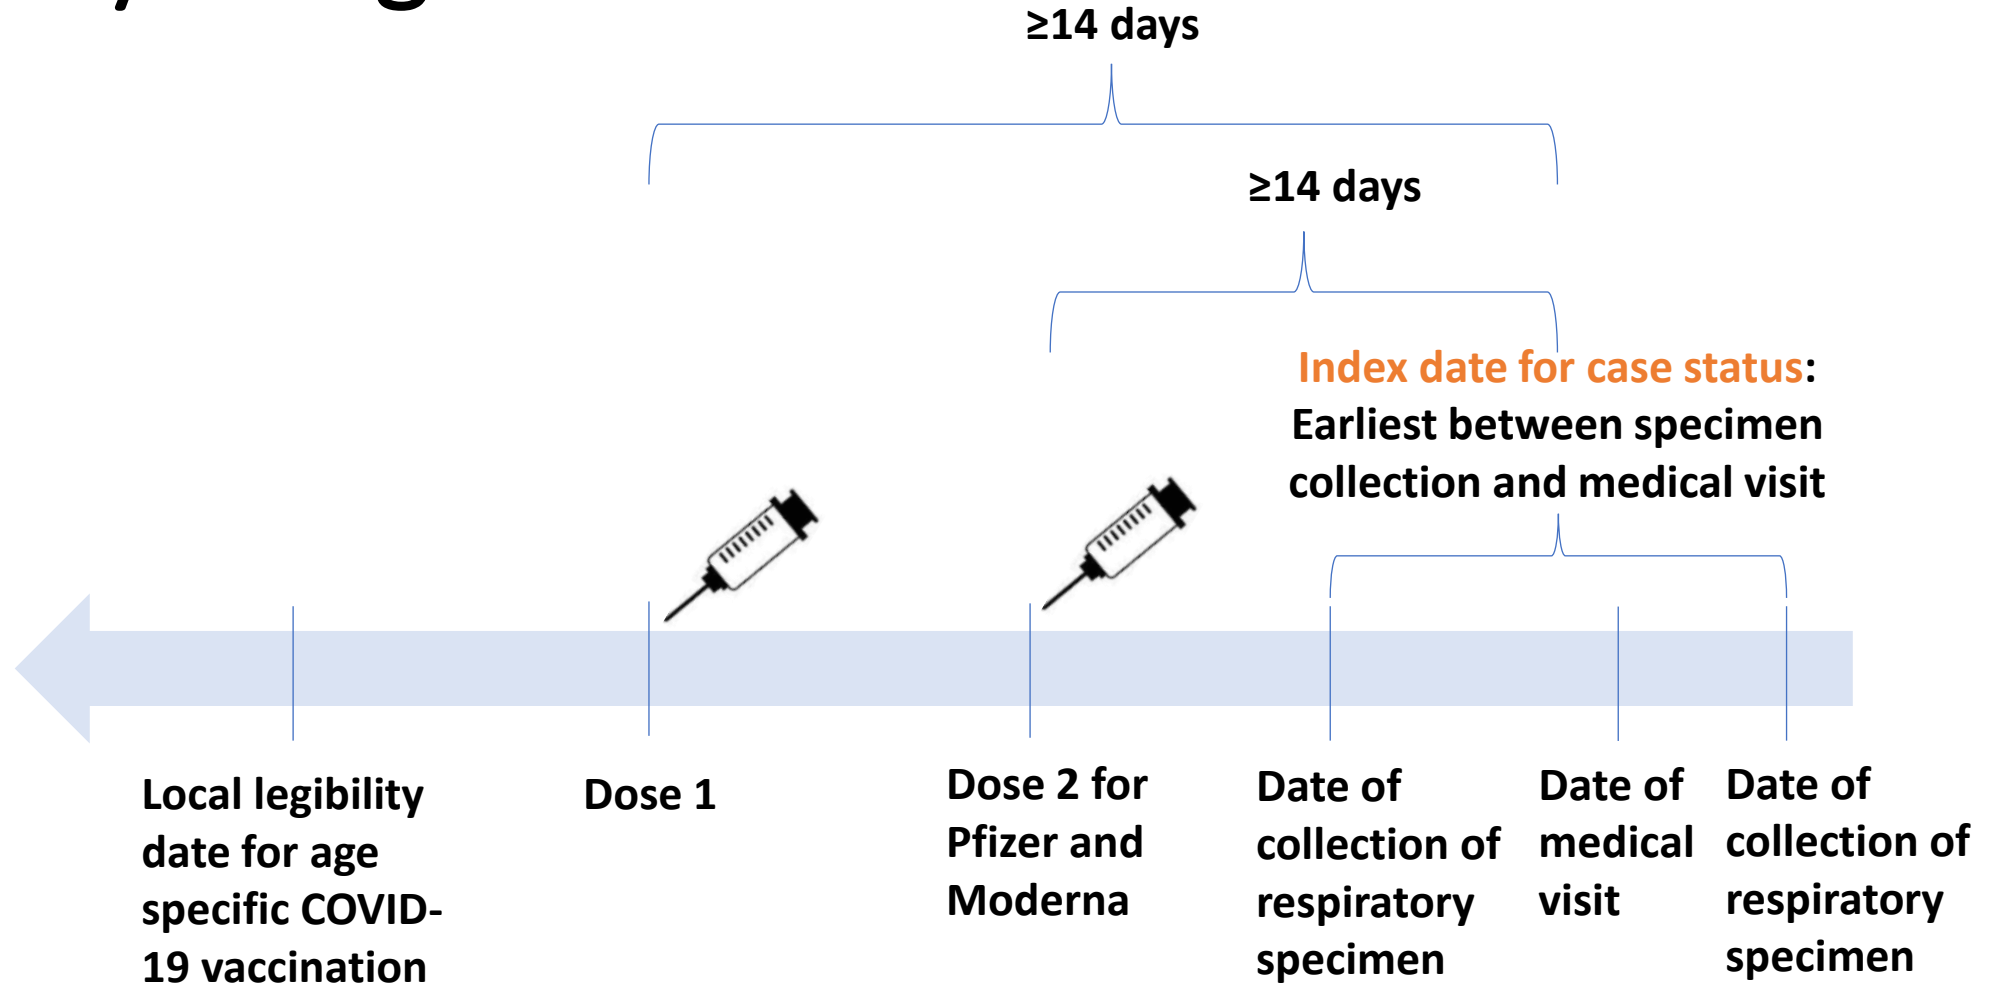 ≥14 days
≥14 days
Index date for case status:
Earliest between specimen
collection and medical visit
Local legibility
date for age
specific COVID-
19 vaccination
Dose 1
Dose 2 for
Pfizer and
Moderna
Date of
collection of
respiratory
specimen
Date of
medical
visit
Date of
collection of
respiratory
specimen